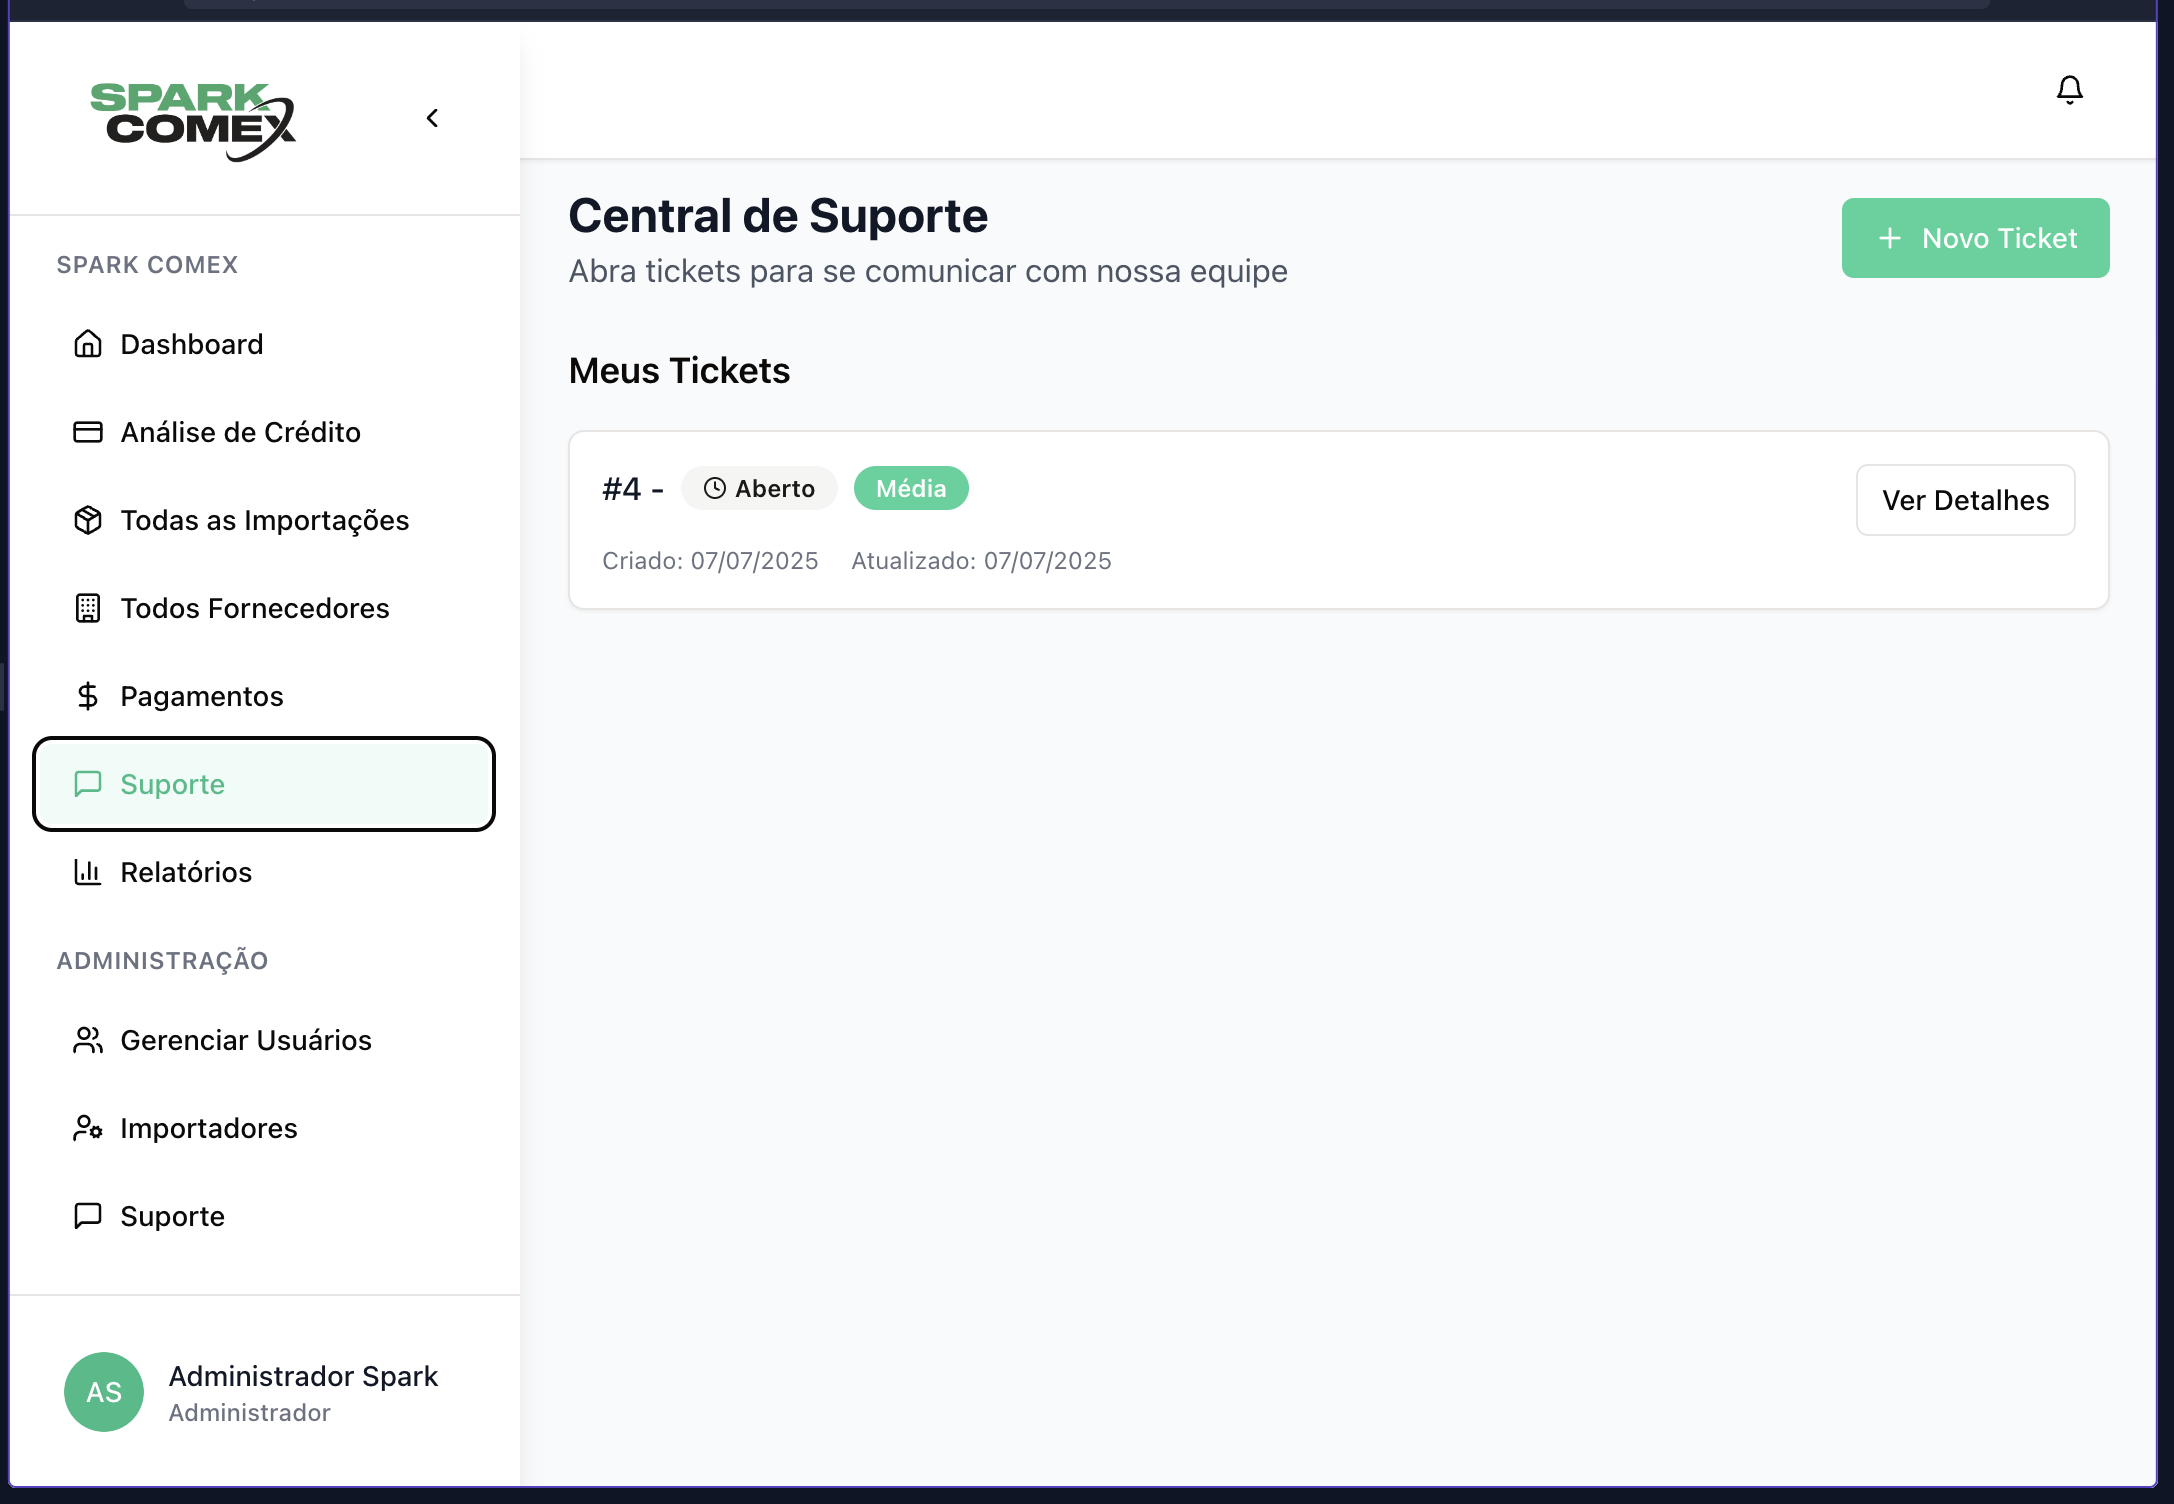 SPARK
COMEX
SPARK COMEX
Dashboard
Análise de Crédito
Todas as Importações
Todos Fornecedores
Pagamentos
Suporte
Relatórios
ADMINISTRAÇÃO
Gerenciar Usuários
Importadores
Suporte
AS
Administrador Spark
Administrador
Central de Suporte
Abra tickets para se comunicar com nossa equipe
+ Novo Ticket
Meus Tickets
#4 - Aberto Média
Ver Detalhes
Criado: 07/07/2025 Atualizado: 07/07/2025